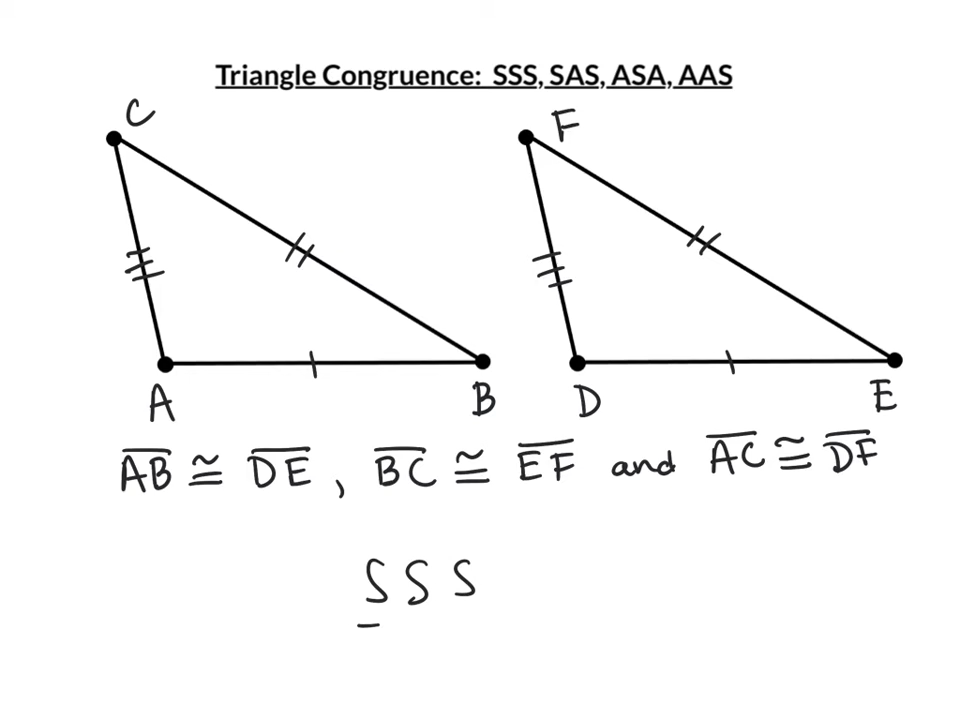 Triangle Congruence: SSS, SAS, ASA, AAS
C F
A B D E
AB ≅ DE, BC ≅ EF and AC ≅ DF
SSS